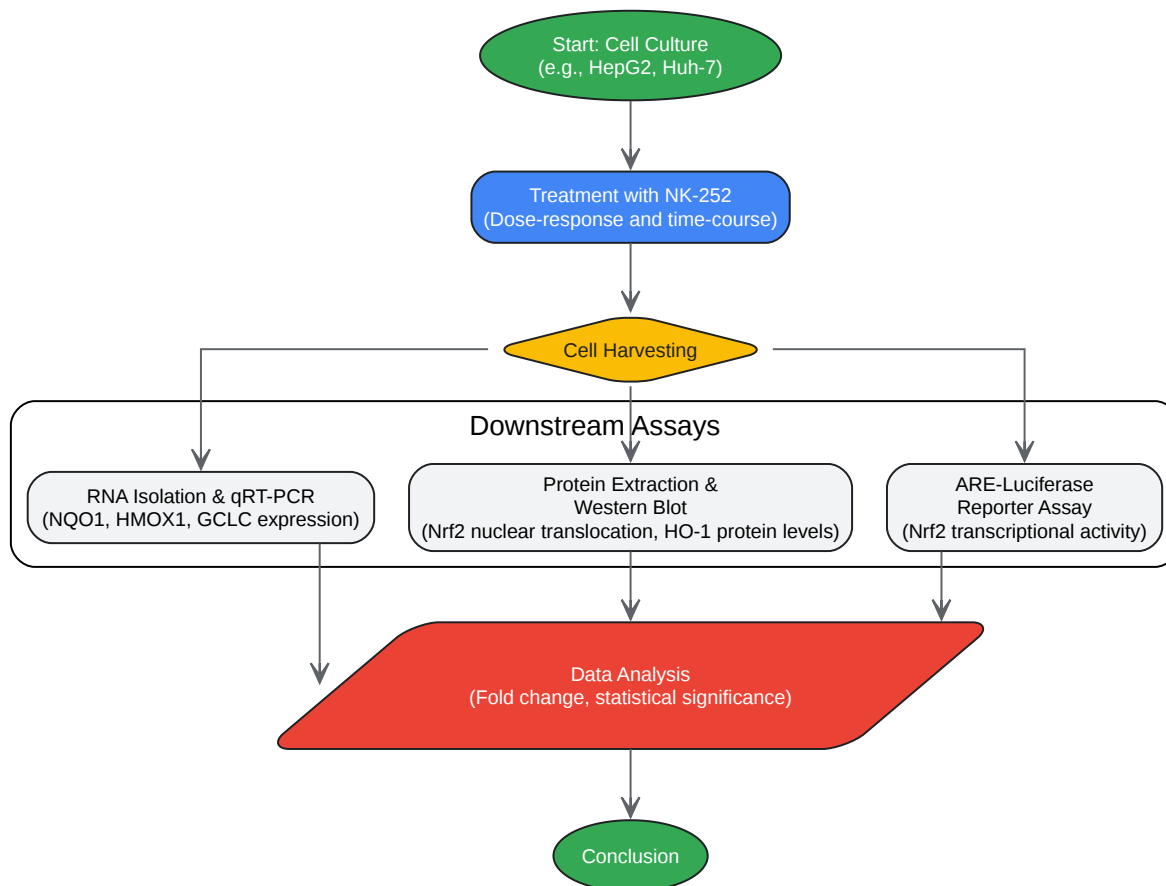 Start: Cell Culture
(e.g., HepG2, Huh-7)
Treatment with NK-252
(Dose-response and time-course)
Cell Harvesting
Downstream Assays
RNA Isolation & qRT-PCR
(NQO1, HMOX1, GCLC expression)
Protein Extraction &
Western Blot
(Nrf2 nuclear translocation, HO-1 protein levels)
ARE-Luciferase
Reporter Assay
(Nrf2 transcriptional activity)
Data Analysis
(Fold change, statistical significance)
Conclusion